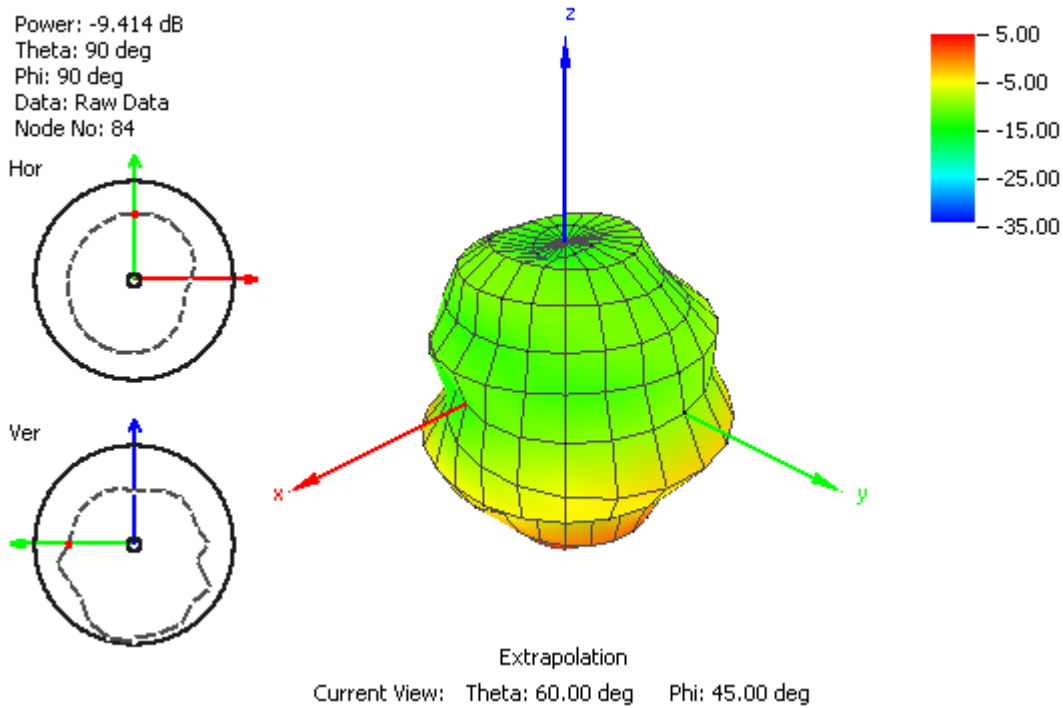 Power: -9.414 dB
Theta: 90 deg
Phi: 90 deg
Data: Raw Data
Node No: 84
Hor
Ver
z
x
y
5.00
-5.00
-15.00
-25.00
-35.00
Extrapolation
Current View: Theta: 60.00 deg Phi: 45.00 deg